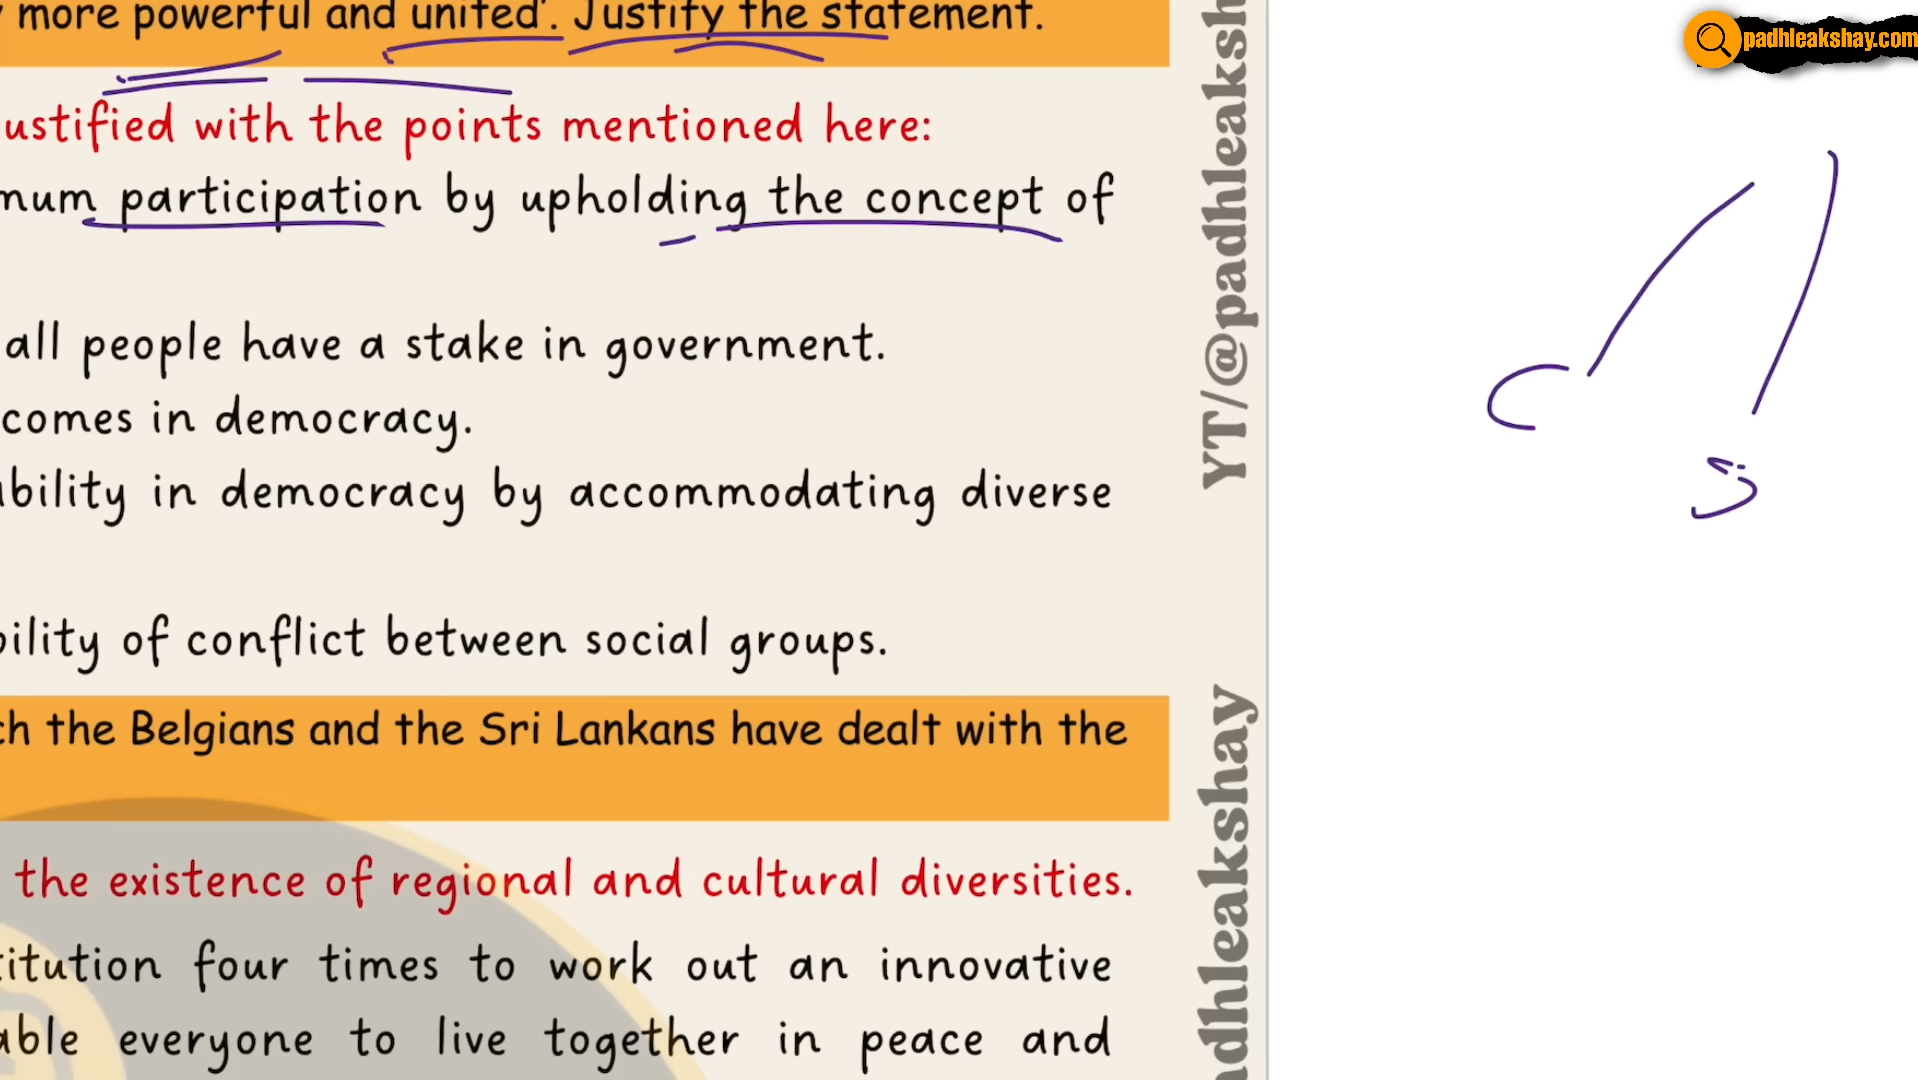 more powerful and united'. Justify the statement.
padhleakshay.com
ustified with the points mentioned here:
participation by upholding the concept of
all people have a stake in government.
comes in democracy.
bility in democracy by accommodating diverse
bility of conflict between social groups.
the Belgians and the Sri Lankans have dealt with the
the existence of regional and cultural diversities.
titution four times to work out an innovative
able everyone to live together in peace and
YT/@padhleaksh
adhleakshay